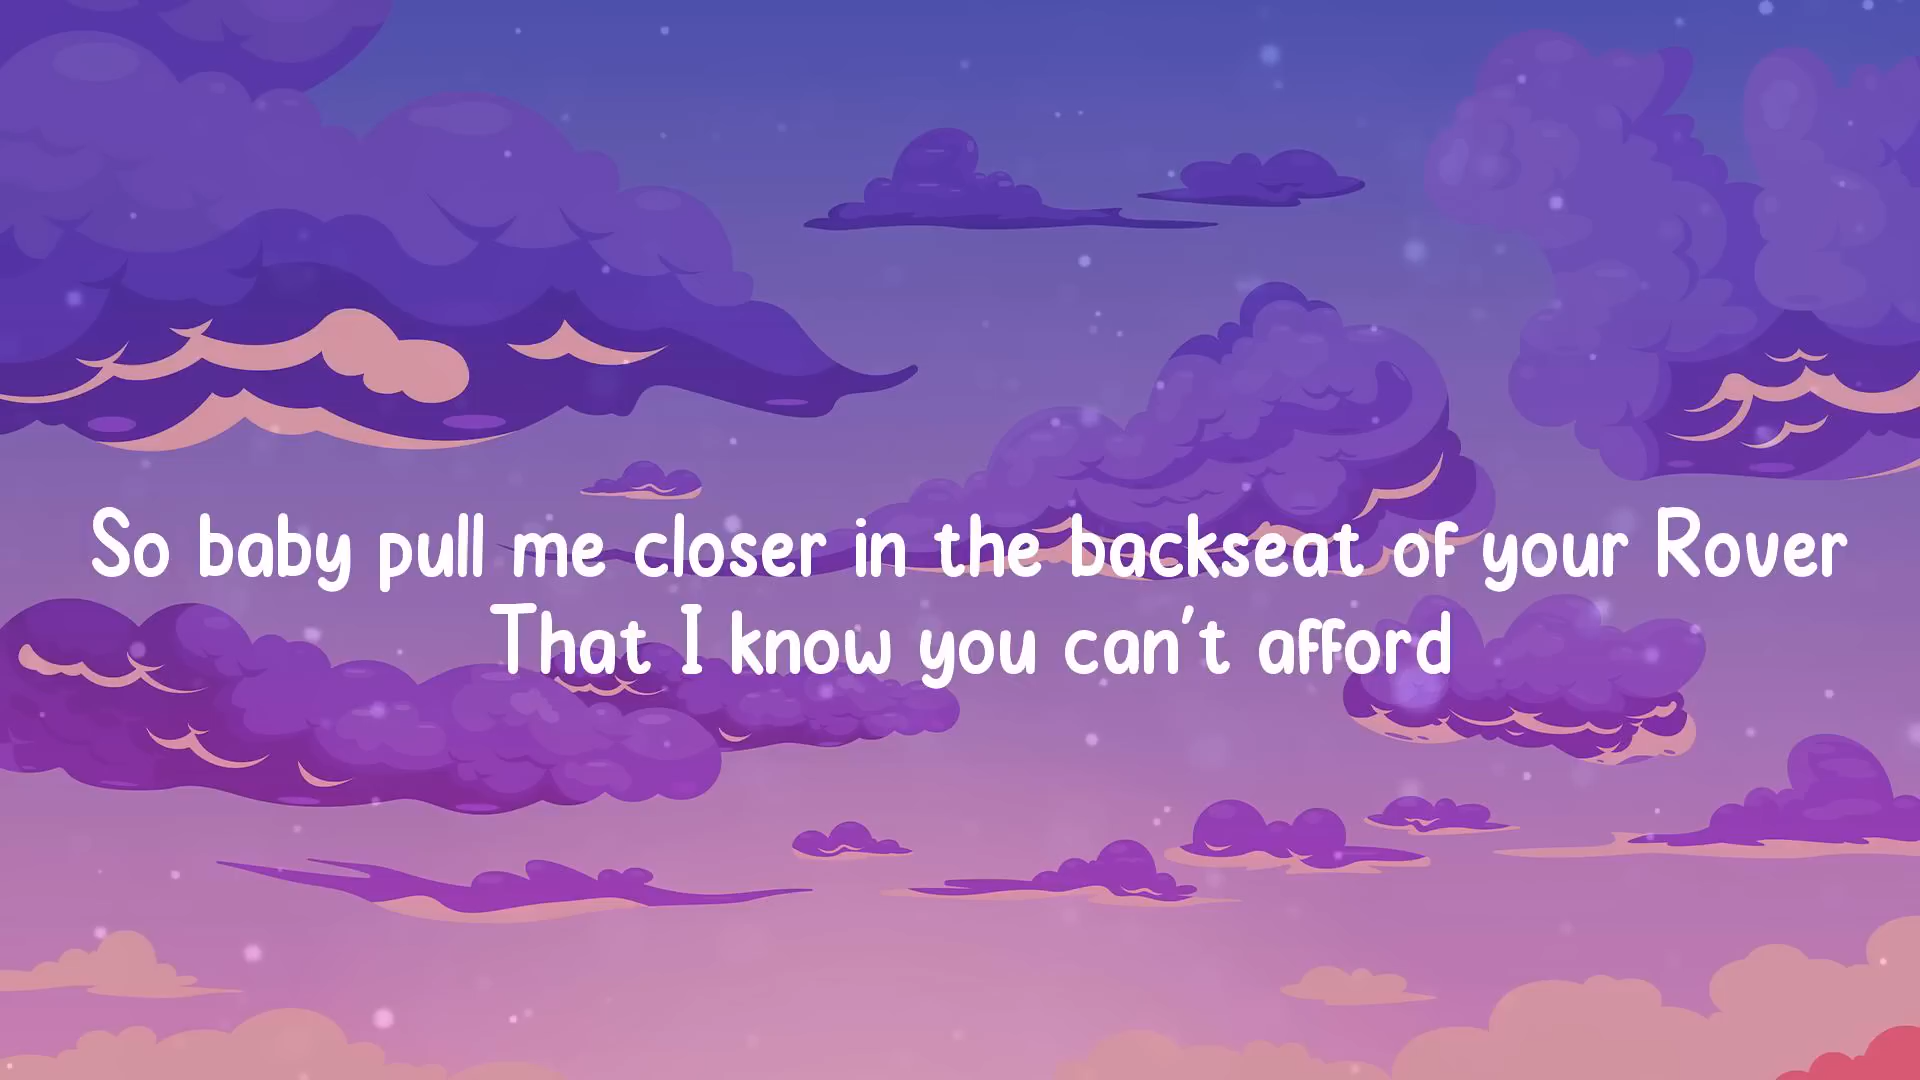 So baby pull me closer in the backseat of your Rover
That I know you can't afford